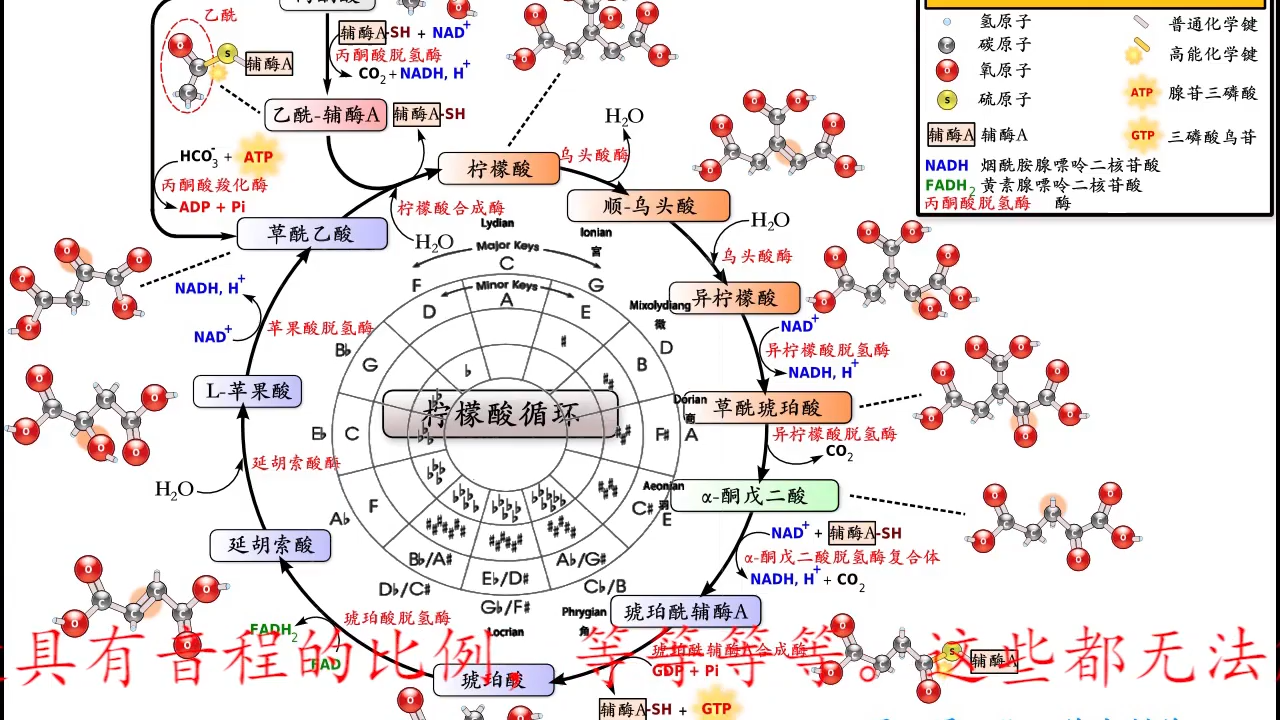 乙酰
辅酶A
辅酶A-SH + NAD+
丙酮酸脱氢酶
CO2 + NADH, H+
乙酰-辅酶A
辅酶A-SH
HCO3- + ATP
丙酮酸羧化酶
ADP + Pi
柠檬酸
乌头酸酶
H2O
顺-乌头酸
草酰乙酸
柠檬酸合成酶
H2O
H2O
乌头酸酶
异柠檬酸
NAD+
异柠檬酸脱氢酶
NADH, H+
草酰琥珀酸
异柠檬酸脱氢酶
CO2
α-酮戊二酸
NAD+ + 辅酶A-SH
α-酮戊二酸脱氢酶复合体
NADH, H+ + CO2
琥珀酰辅酶A
琥珀酰辅酶A合成酶
GDP + Pi
辅酶A-SH + GTP
琥珀酸
琥珀酸脱氢酶
FADH2
FAD
延胡索酸
延胡索酸酶
H2O
L-苹果酸
苹果酸脱氢酶
NADH, H+
NAD+
柠檬酸循环
Lydian
Ionian
宫
Major Keys
Minor Keys
Mixolydiang
徵
Dorian
商
Aeonian
羽
Phrygian
角
Locrian
C
G
D
A
E
C♭/B
G♭/F♯
D♭/C♯
A♭
E♭
B♭
F
A
E
B
F♯
C♯
A♭/G♯
E♭/D♯
B♭/A♯
F
C
G
D
氢原子
碳原子
氧原子
硫原子
辅酶A 辅酶A
普通化学键
高能化学键
ATP 腺苷三磷酸
GTP 三磷酸鸟苷
NADH 烟酰胺腺嘌呤二核苷酸
FADH2 黄素腺嘌呤二核苷酸
丙酮酸脱氢酶 酶
辅酶A
具有音程的比例，等等等等。这些都无法